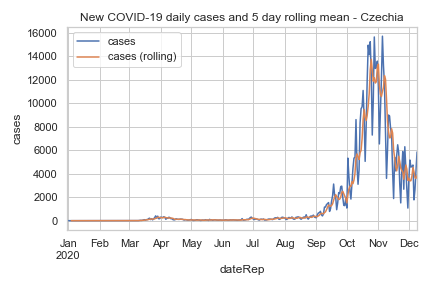 New COVID-19 daily cases and 5 day rolling mean - Czechia
cases
cases (rolling)
16000
14000
12000
10000
8000
6000
4000
2000
0
cases
Jan Feb Mar Apr May Jun Jul Aug Sep Oct Nov Dec
2020
dateRep